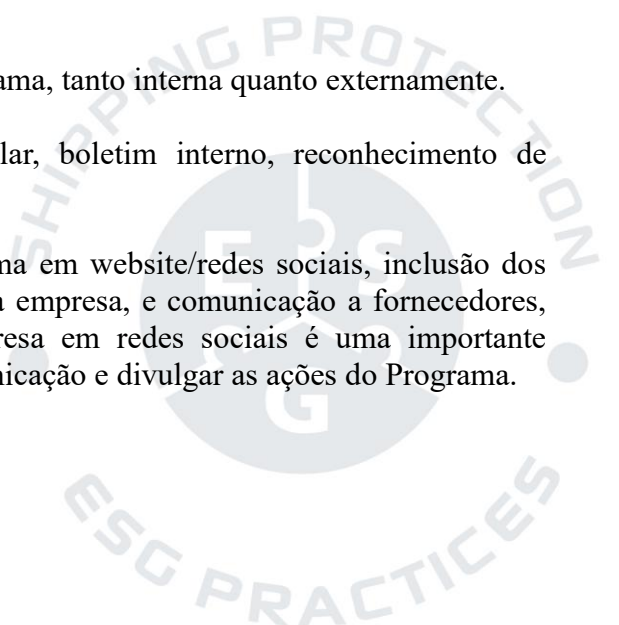 SHIPPING PROTECTION
ama, tanto interna quanto externamente.
lar, boletim interno, reconhecimento de
E S
ma em website/redes sociais, inclusão dos
a empresa, e comunicação a fornecedores,
resa em redes sociais é uma importante
nicação e divulgar as ações do Programa.
G
ESG PRACTICES